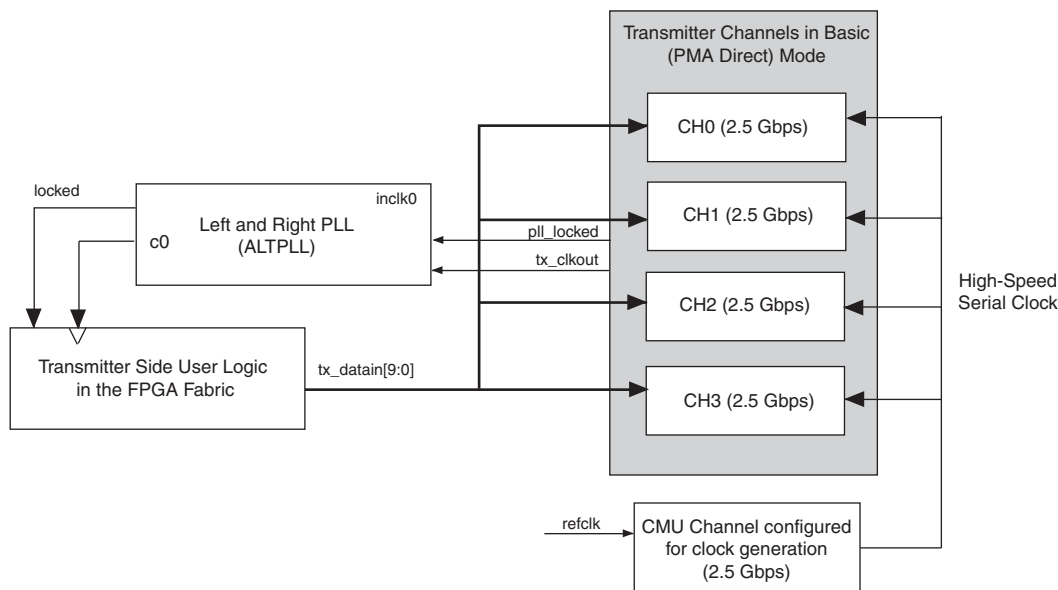 Transmitter Channels in Basic
(PMA Direct) Mode
CH0 (2.5 Gbps)
locked
inclk0
Left and Right PLL
(ALTPLL)
c0
CH1 (2.5 Gbps)
pll_locked
tx_clkout
CH2 (2.5 Gbps)
High-Speed
Serial Clock
Transmitter Side User Logic
in the FPGA Fabric
tx_datain[9:0]
CH3 (2.5 Gbps)
refclk
CMU Channel configured
for clock generation
(2.5 Gbps)